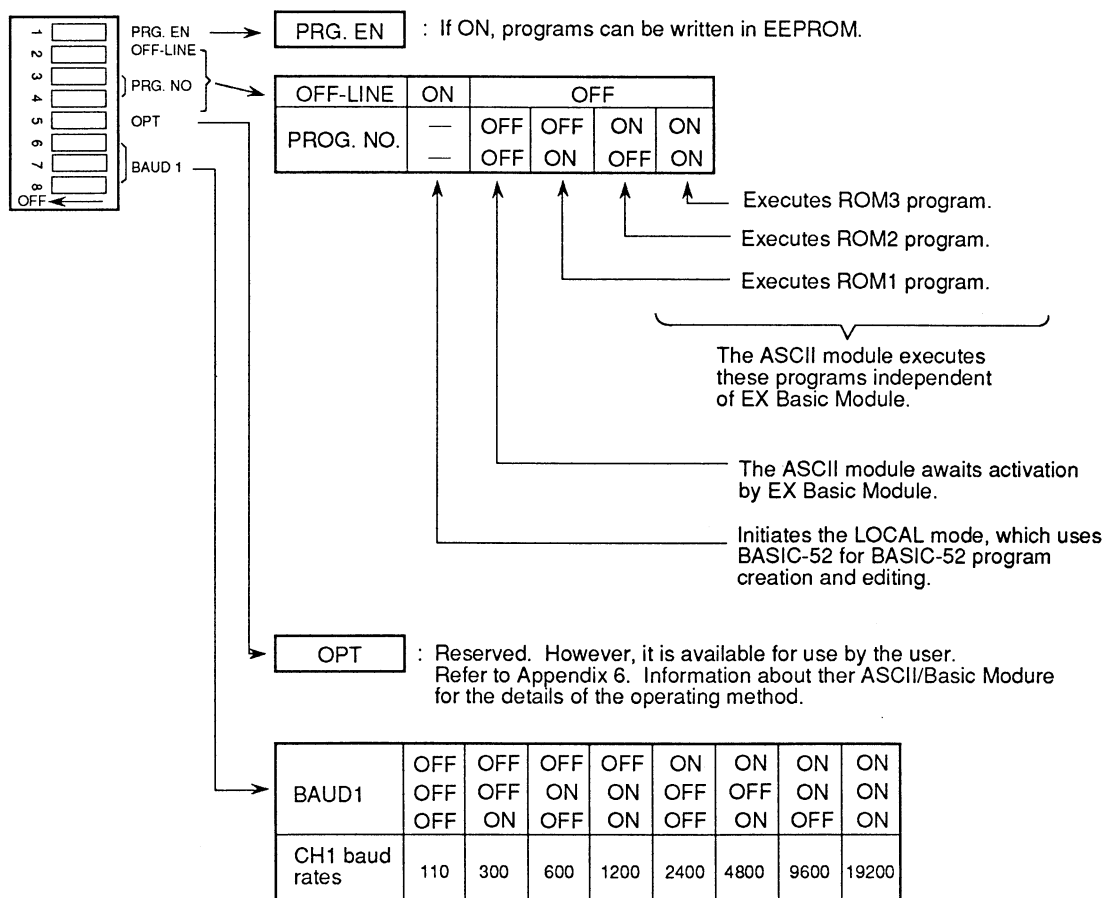 1 PRG. EN
2 OFF-LINE
3
4 PRG. NO
5 OPT
6
7 BAUD 1
8
OFF
PRG. EN : If ON, programs can be written in EEPROM.
OFF-LINE ON OFF
PROG. NO. — OFF OFF ON ON
— OFF ON OFF ON
Executes ROM3 program.
Executes ROM2 program.
Executes ROM1 program.
The ASCII module executes
these programs independent
of EX Basic Module.
The ASCII module awaits activation
by EX Basic Module.
Initiates the LOCAL mode, which uses
BASIC-52 for BASIC-52 program
creation and editing.
OPT : Reserved. However, it is available for use by the user.
Refer to Appendix 6. Information about ther ASCII/Basic Modure
for the details of the operating method.
BAUD1
OFF OFF OFF OFF ON ON ON ON
OFF OFF ON ON OFF OFF ON ON
OFF ON OFF ON OFF ON OFF ON
CH1 baud
rates
110 300 600 1200 2400 4800 9600 19200